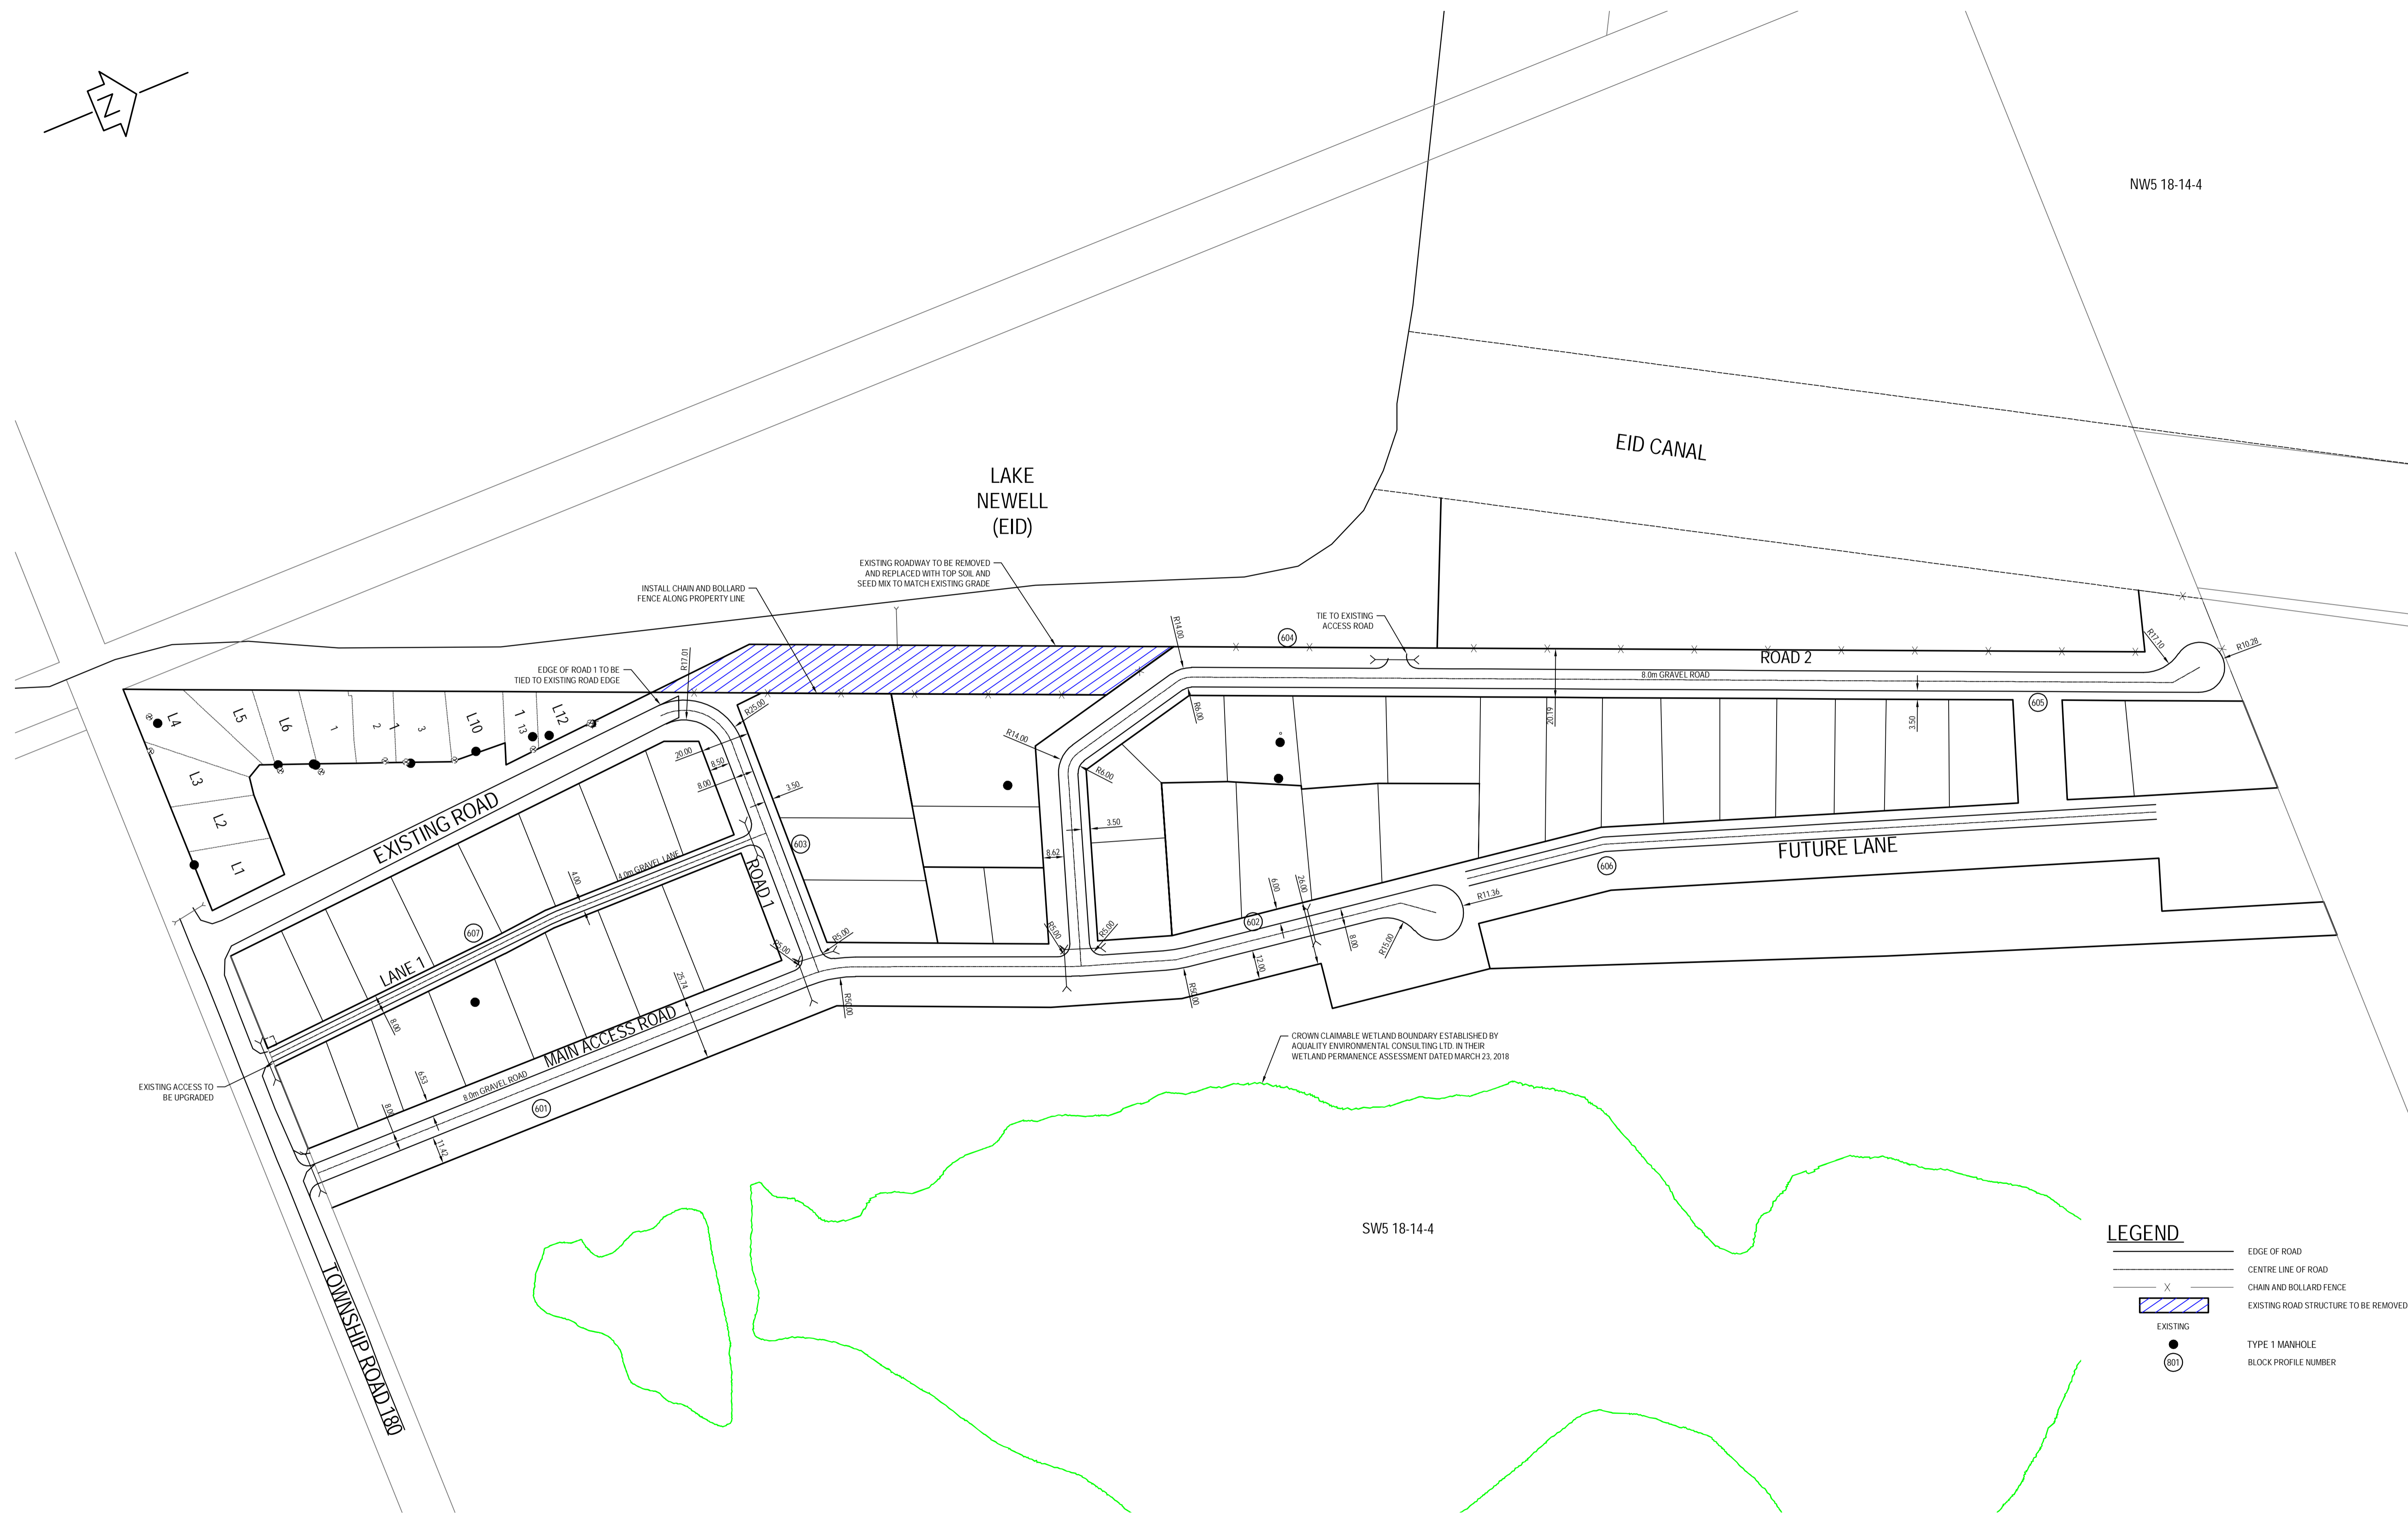 N
NW5 18-14-4
EID CANAL
LAKE
NEWELL
(EID)
EXISTING ROADWAY TO BE REMOVED
AND REPLACED WITH TOP SOIL AND
SEED MIX TO MATCH EXISTING GRADE
INSTALL CHAIN AND BOLLARD
FENCE ALONG PROPERTY LINE
TIE TO EXISTING
ACCESS ROAD
R14.00
604
R17.10
R10.28
ROAD 2
8.0m GRAVEL ROAD
EDGE OF ROAD 1 TO BE
TIED TO EXISTING ROAD EDGE
R17.01
R25.00
R14.00
R6.00
R6.00
20.19
3.50
605
L4
L5
L6
1
2
1
3
L10
1
13
L12
L3
L2
L1
EXISTING ROAD
20.00
8.50
8.00
3.50
603
ROAD 1
4.0m GRAVEL LANE
4.00
607
LANE 1
8.00
3.50
8.62
R5.00
R5.00
R5.00
R5.00
6.00
26.00
602
8.00
12.00
R15.00
R11.36
606
FUTURE LANE
25.74
R50.00
R50.00
MAIN ACCESS ROAD
8.0m GRAVEL ROAD
6.53
8.00
11.42
601
EXISTING ACCESS TO
BE UPGRADED
CROWN CLAIMABLE WETLAND BOUNDARY ESTABLISHED BY
AQUALITY ENVIRONMENTAL CONSULTING LTD. IN THEIR
WETLAND PERMANENCE ASSESSMENT DATED MARCH 23, 2018
SW5 18-14-4
TOWNSHIP ROAD 180
LEGEND
EDGE OF ROAD
CENTRE LINE OF ROAD
X
CHAIN AND BOLLARD FENCE
EXISTING ROAD STRUCTURE TO BE REMOVED
EXISTING
TYPE 1 MANHOLE
801
BLOCK PROFILE NUMBER